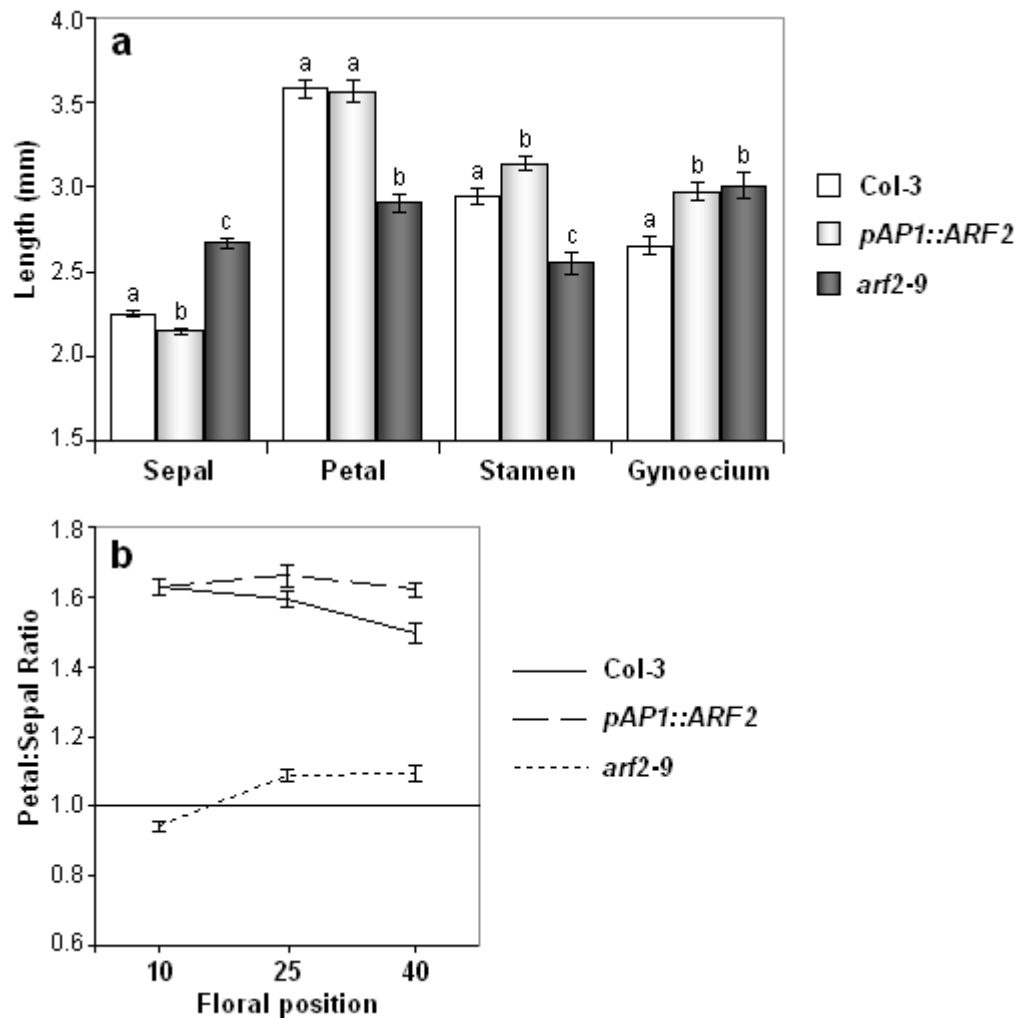 a
Length (mm)
4.0
3.5
3.0
2.5
2.0
1.5
a
b
c
a
a
b
a
b
c
a
b
b
Sepal
Petal
Stamen
Gynoecium
Col-3
pAP1::ARF2
arf2-9
b
Petal:Sepal Ratio
1.8
1.6
1.4
1.2
1.0
0.8
0.6
10
25
40
Floral position
Col-3
pAP1::ARF2
arf2-9